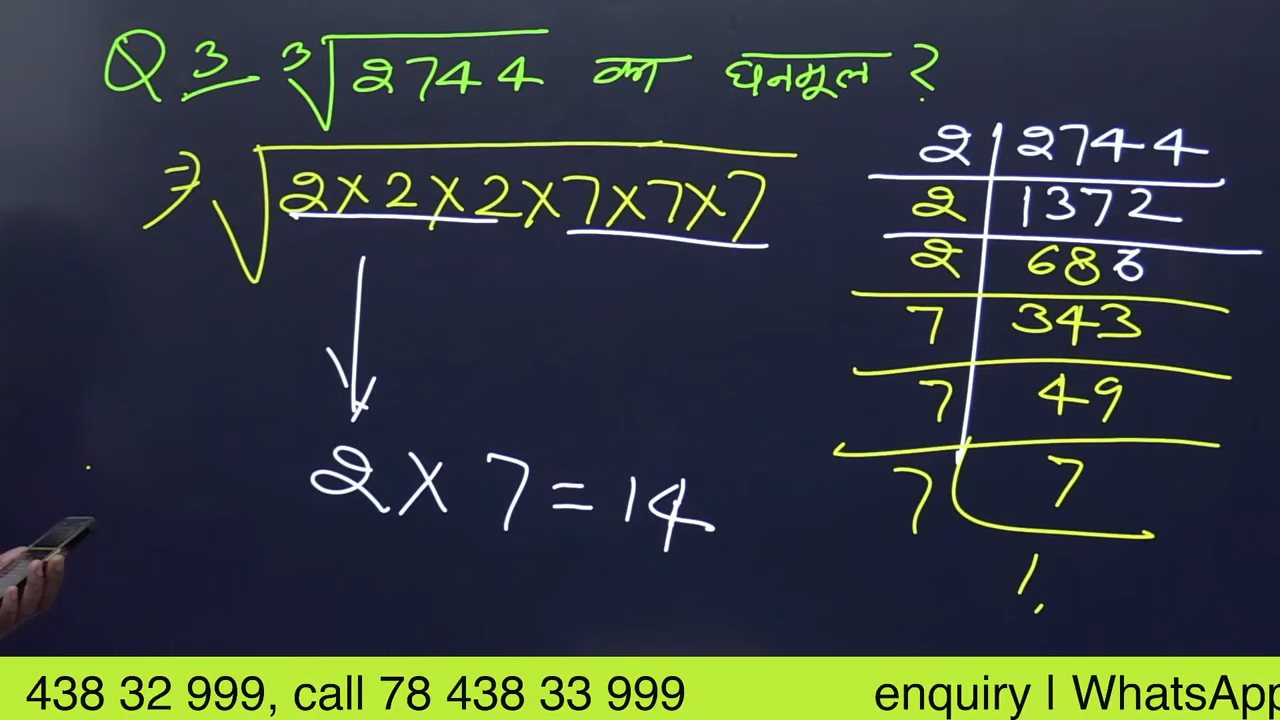 Q 3 ∛2744 का घनमूल ?
∛2×2×2×7×7×7
2×7=14
2 | 2744
2 | 1372
2 | 686
7 | 343
7 | 49
7 | 7
1.
438 32 999, call 78 438 33 999 enquiry | WhatsApp